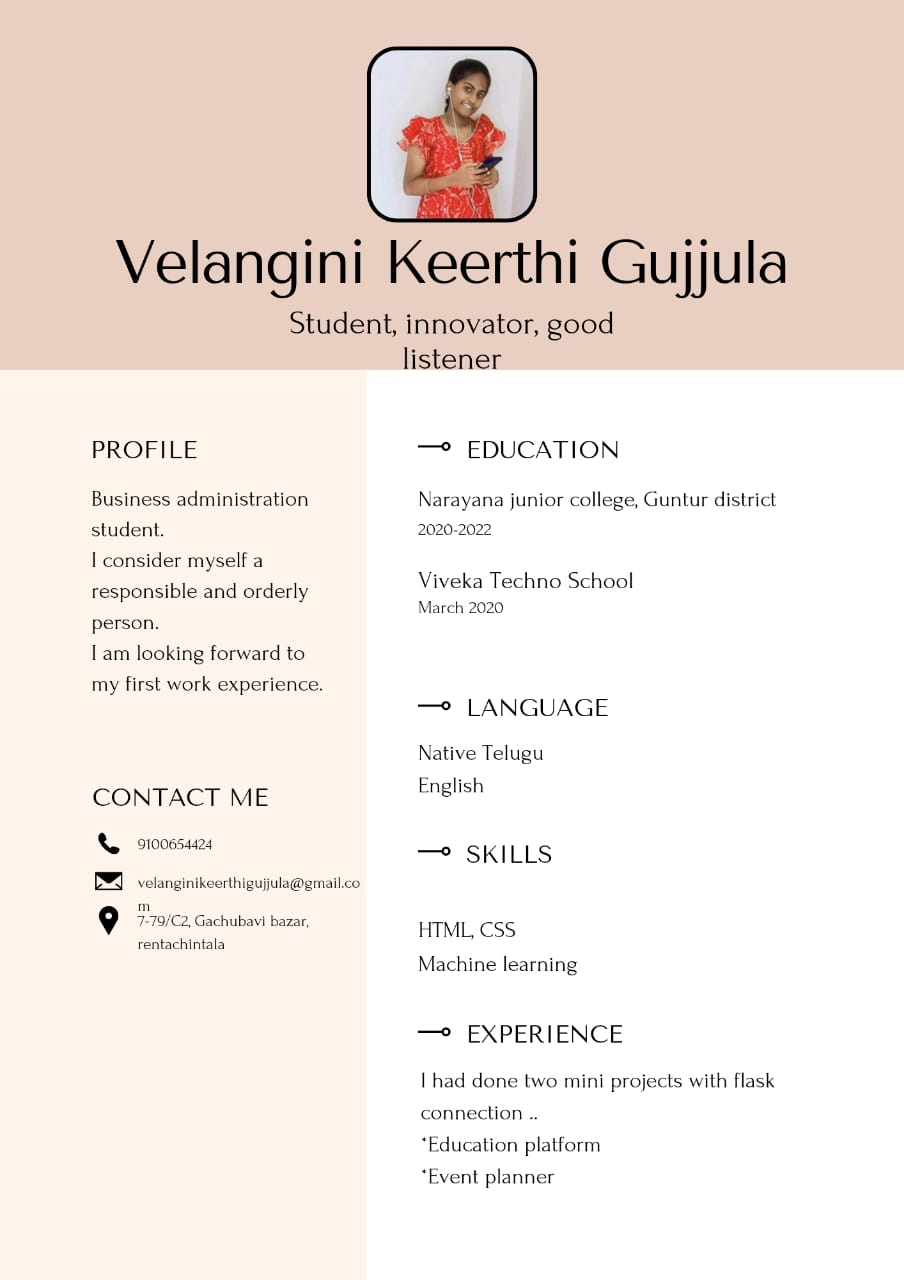 Velangini Keerthi Gujjula
Student, innovator, good
listener
PROFILE
Business administration
student.
I consider myself a
responsible and orderly
person.
I am looking forward to
my first work experience.
CONTACT ME
9100654424
velanginikeerthigujjula@gmail.co
m
7-79/C2, Gachubavi bazar,
rentachintala
EDUCATION
Narayana junior college, Guntur district
2020-2022
Viveka Techno School
March 2020
LANGUAGE
Native Telugu
English
SKILLS
HTML, CSS
Machine learning
EXPERIENCE
I had done two mini projects with flask
connection ..
*Education platform
*Event planner